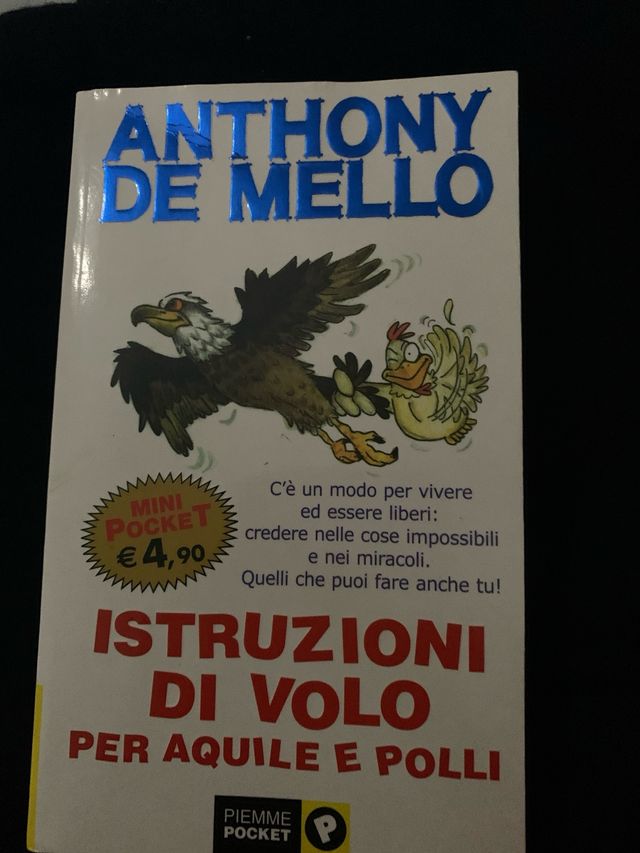 ANTHONY
DE MELLO
MINI
POCKET
€ 4,90
C'è un modo per vivere
ed essere liberi:
credere nelle cose impossibili
e nei miracoli.
Quelli che puoi fare anche tu!
ISTRUZIONI
DI VOLO
PER AQUILE E POLLI
PIEMME
POCKET
P